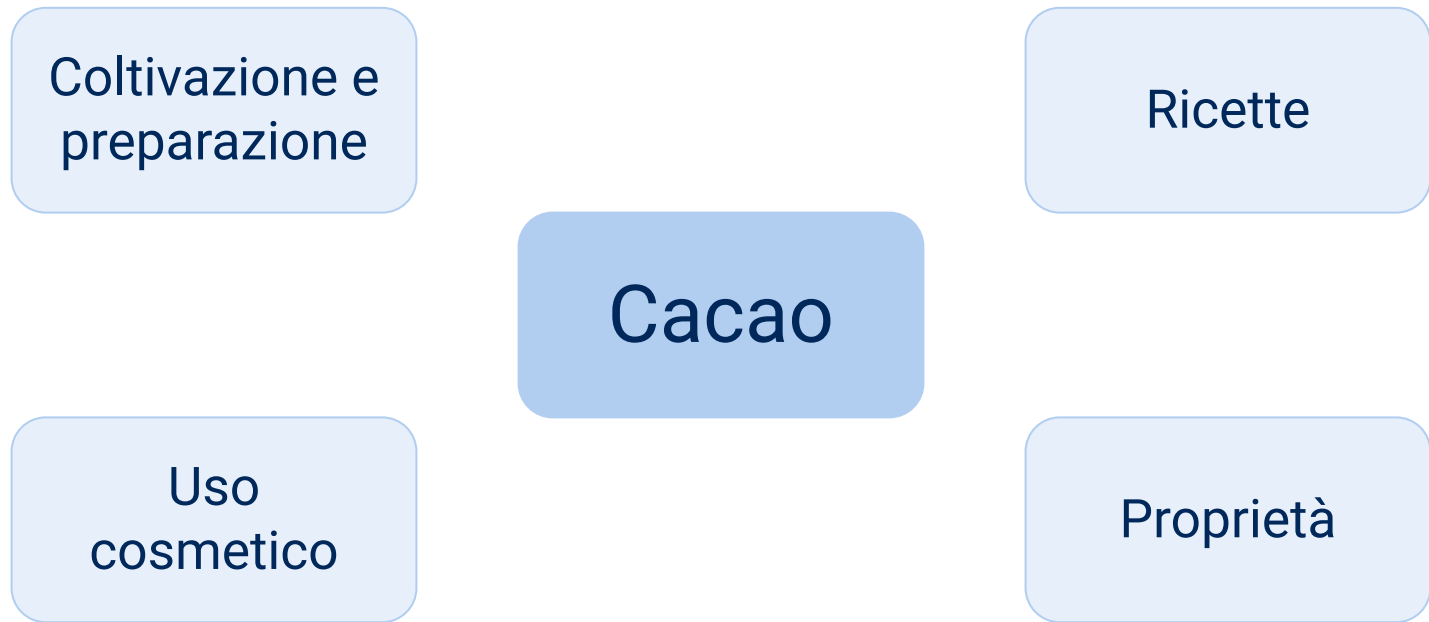 Coltivazione e
preparazione
Ricette
Cacao
Uso
cosmetico
Proprietà